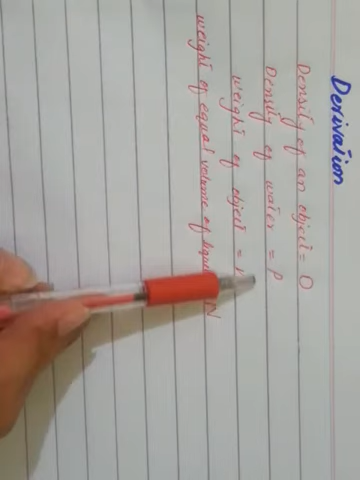 Derivation
Density of an object = O
Density of water = P
weight of object =
weight of equal volume of liquid N